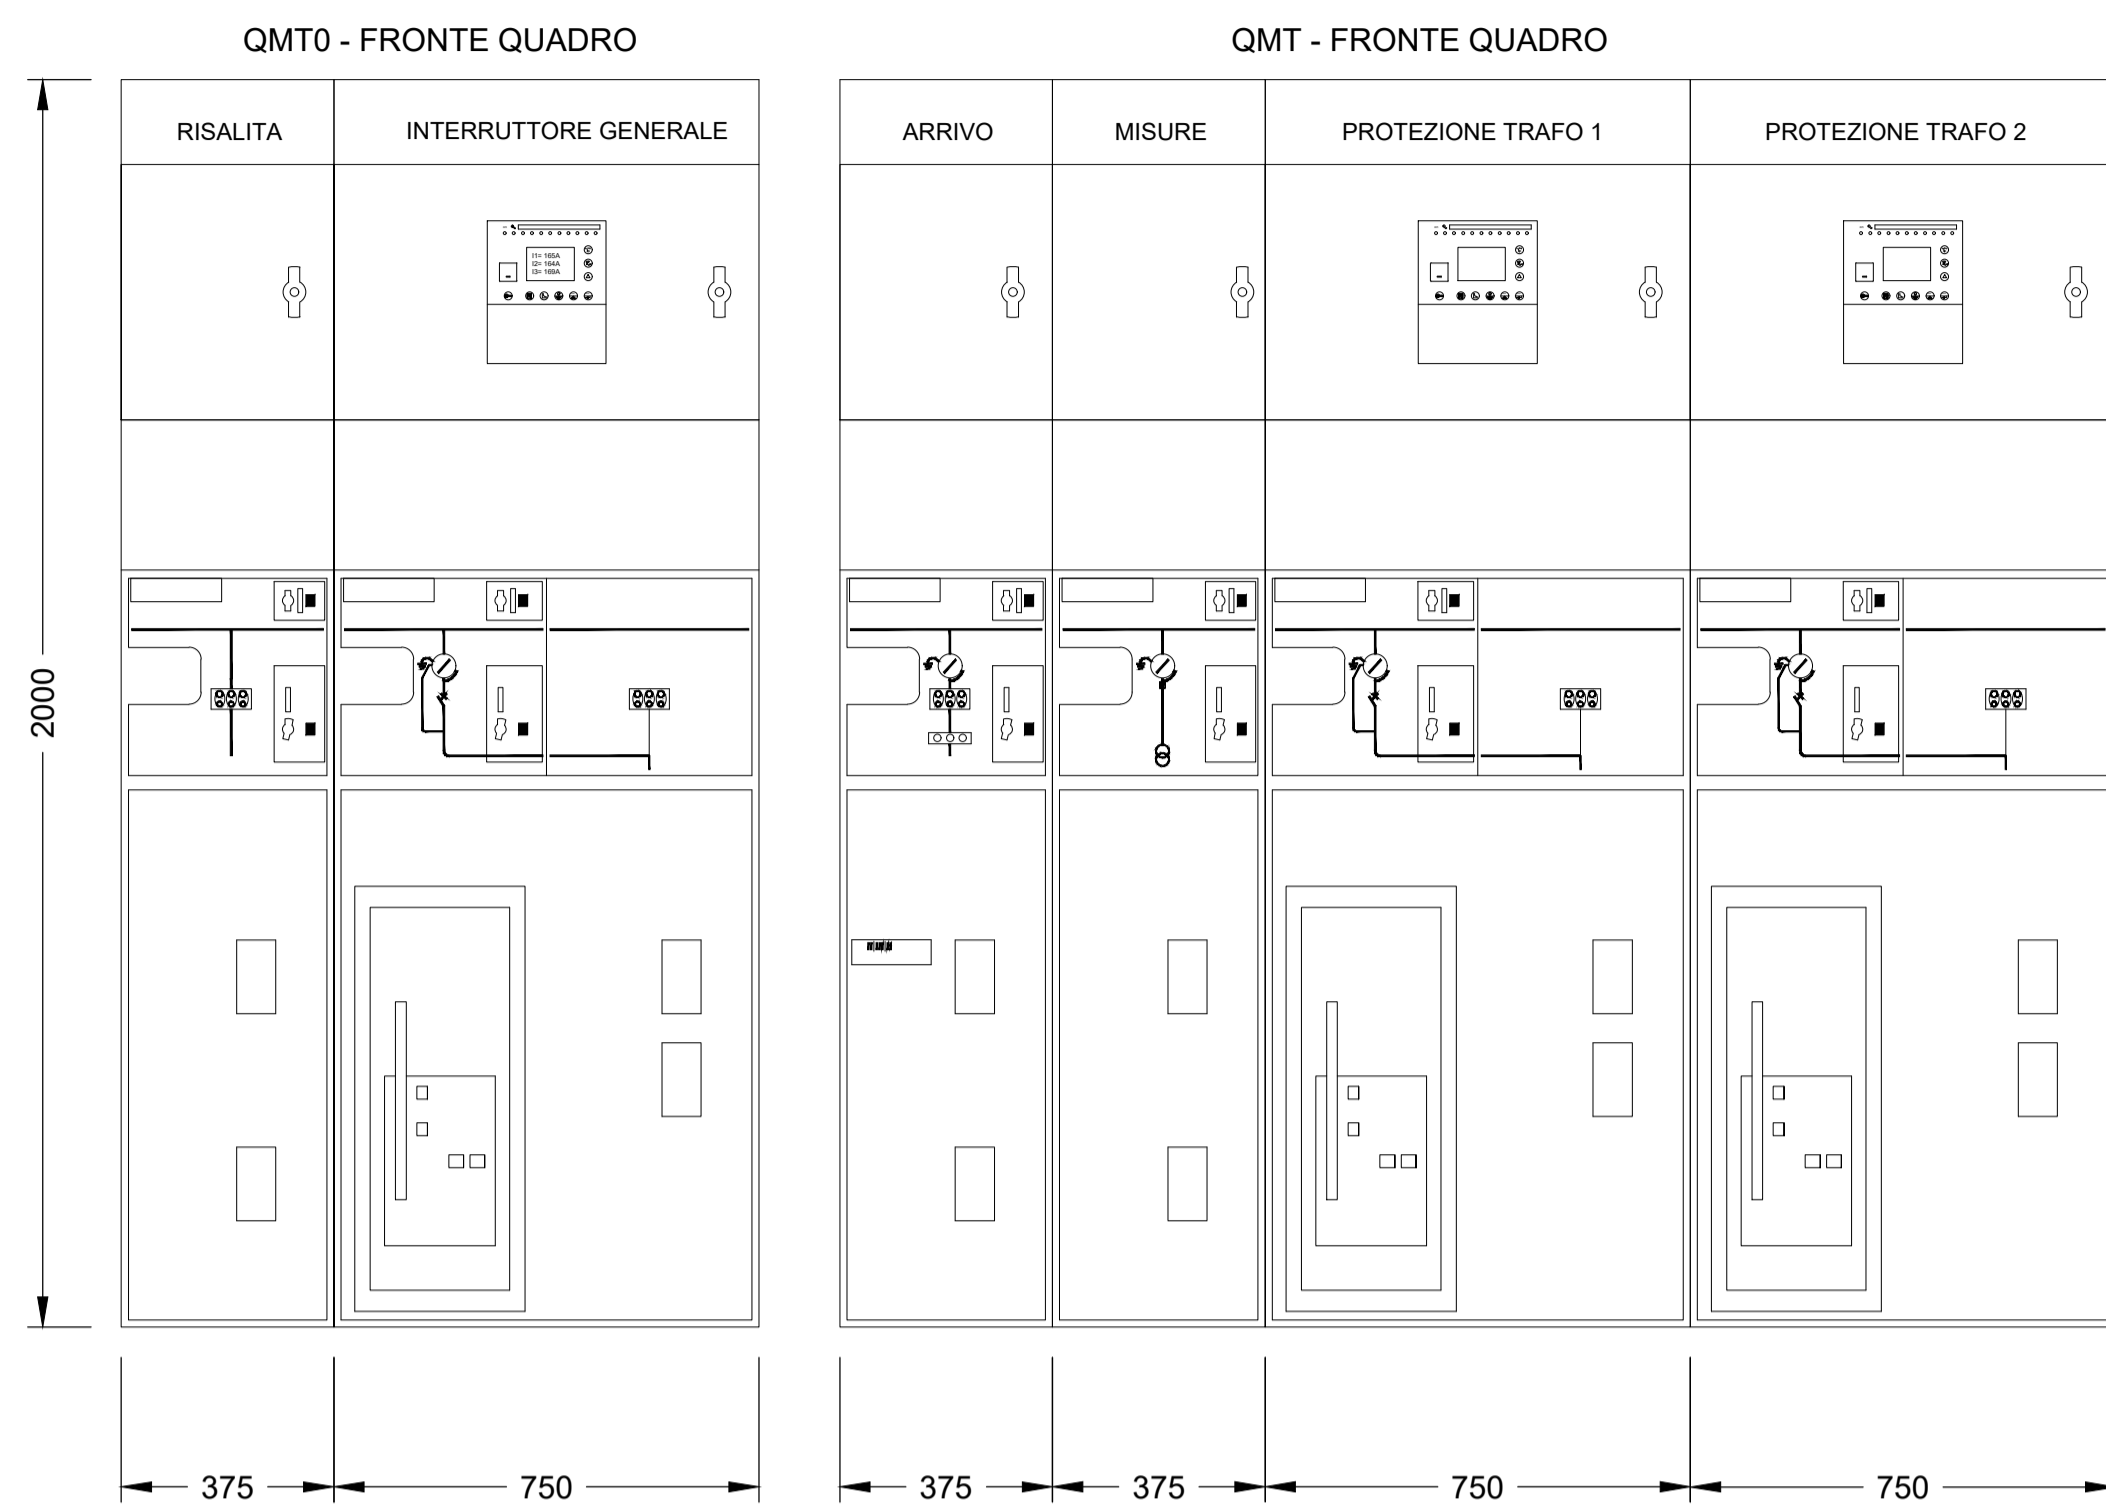 QMT0 - FRONTE QUADRO
QMT - FRONTE QUADRO
RISALITA
INTERRUTTORE GENERALE
ARRIVO
MISURE
PROTEZIONE TRAFO 1
PROTEZIONE TRAFO 2
I1= 165A
I2= 164A
I3= 169A
2000
375
750
375
375
750
750